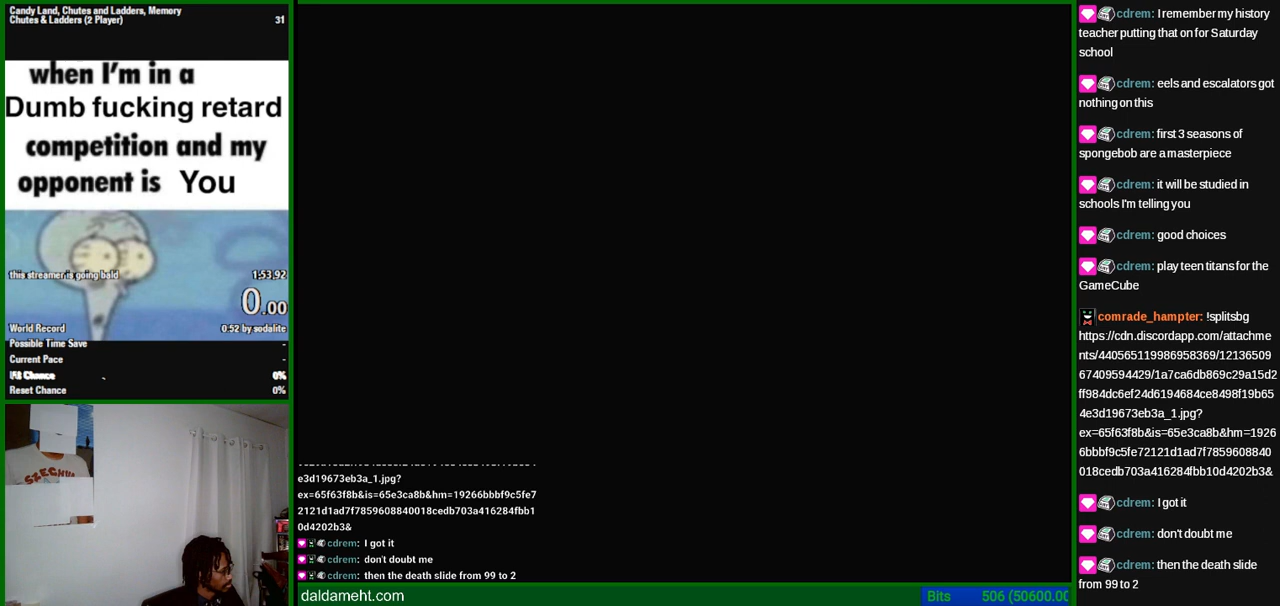 Candy Land, Chutes and Ladders, Memory
Chutes & Ladders (2 Player)
31
when I'm in a
Dumb fucking retard
competition and my
opponent is You
this streamer is going bald
1:53.92
0.00
World Record
0:52 by sodalite
Possible Time Save
-
Current Pace
-
Chance
0%
Reset Chance
0%
SZECHU
e3d19673eb3a_1.jpg?
ex=65f63f8b&is=65e3ca8b&hm=19266bbbf9c5fe7
2121d1ad7f7859608840018cedb703a416284fbb1
0d4202b3&
cdrem: I got it
cdrem: don't doubt me
cdrem: then the death slide from 99 to 2
daldameht.com
Bits
506 (50600.00
cdrem: I remember my history
teacher putting that on for Saturday
school
cdrem: eels and escalators got
nothing on this
cdrem: first 3 seasons of
spongebob are a masterpiece
cdrem: it will be studied in
schools I'm telling you
cdrem: good choices
cdrem: play teen titans for the
GameCube
comrade_hampter: !splitsbg
https://cdn.discordapp.com/attachme
nts/440565119986958369/12136509
67409594429/1a7ca6db869c29a15d2
ff984dc6ef24d6194684ce8498f19b65
4e3d19673eb3a_1.jpg?
ex=65f63f8b&is=65e3ca8b&hm=1926
6bbbf9c5fe72121d1ad7f7859608840
018cedb703a416284fbb10d4202b3&
cdrem: I got it
cdrem: don't doubt me
cdrem: then the death slide
from 99 to 2